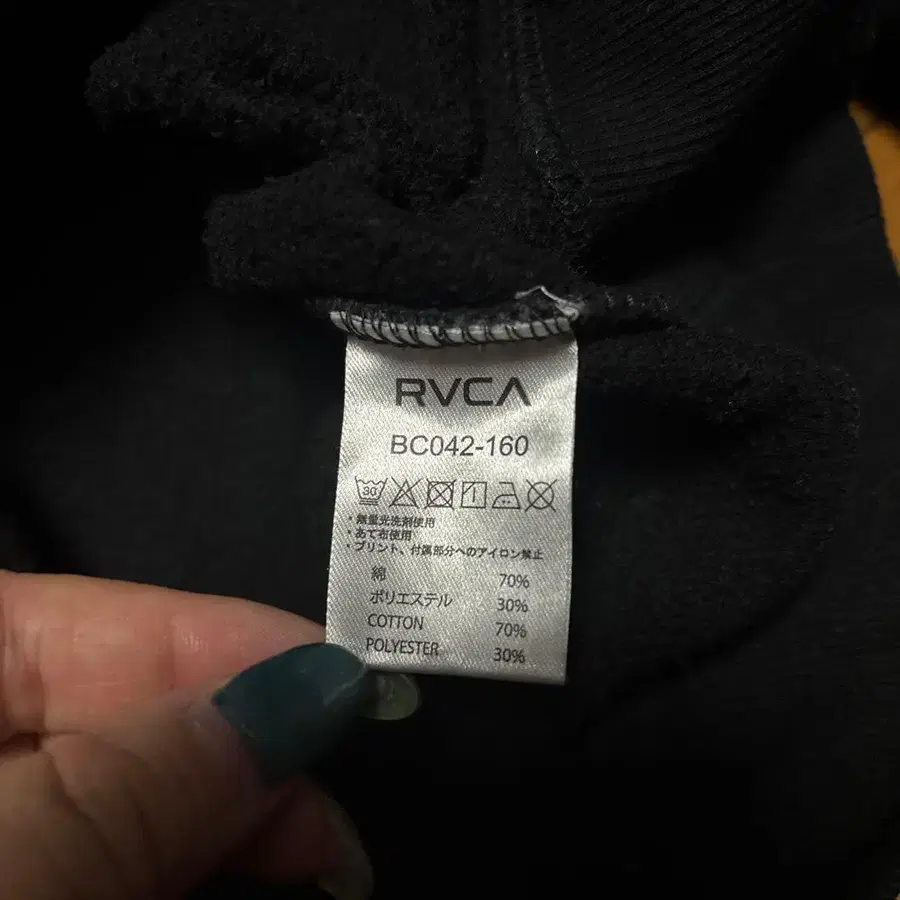 RVCA
BC042-160
30
・無蛍光洗剤使用
・あて布使用
・プリント、付属部分へのアイロン禁止
綿 70%
ポリエステル 30%
COTTON 70%
POLYESTER 30%